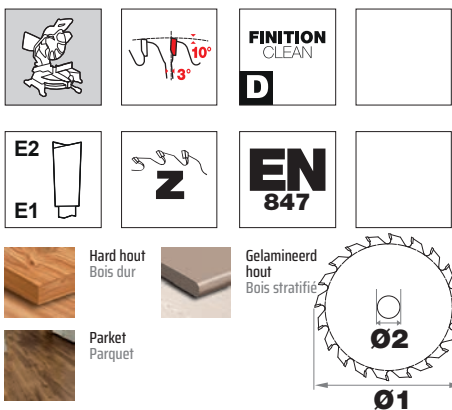 10°
3°
FINITION
CLEAN
D
E2
E1
Z
EN
847
Hard hout
Bois dur
Gelamineerd
hout
Bois stratifié
Parket
Parquet
Ø2
Ø1